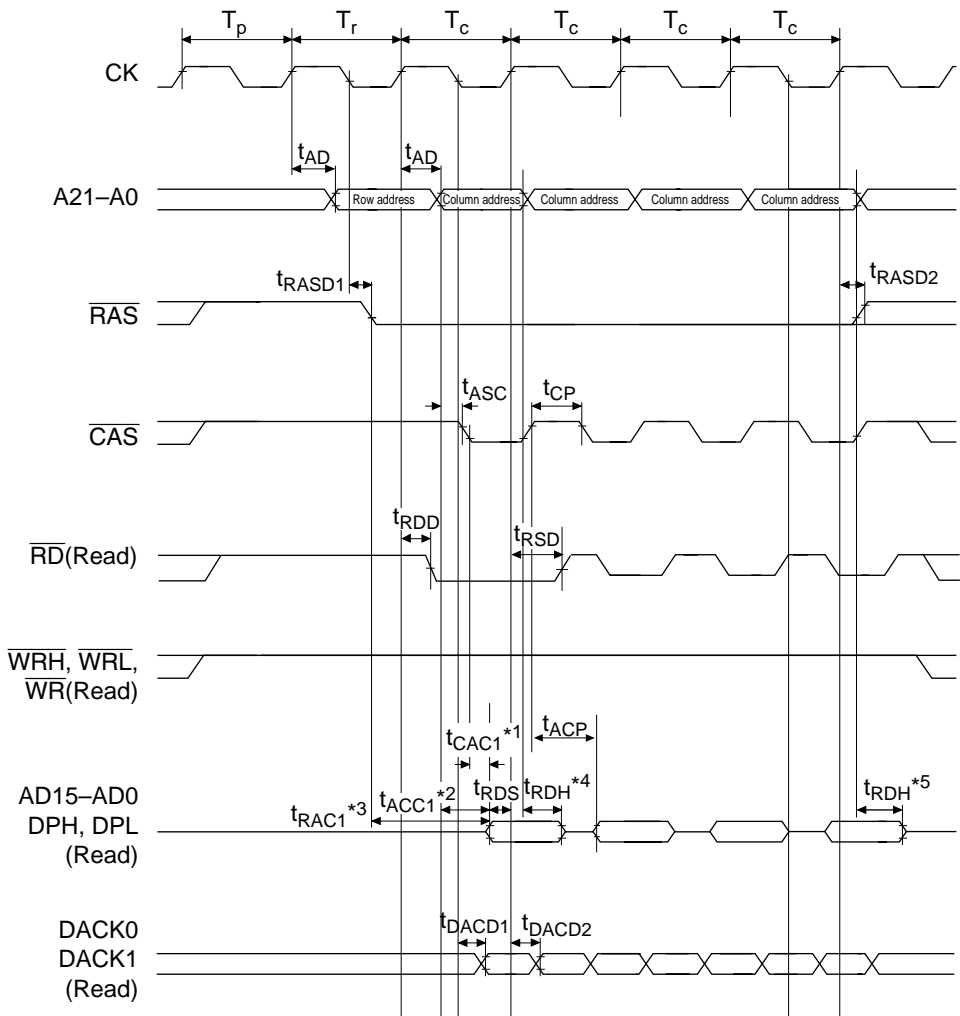 Tp Tr Tc Tc Tc Tc
CK
tAD tAD
A21–A0 Row address Column address Column address Column address Column address
tRASD1 tRASD2
RAS
tASC tCP
CAS
tRDD tRSD
RD(Read)
WRH, WRL,
WR(Read)
tCAC1*1 tACP
AD15–AD0
DPH, DPL
(Read)
tRAC1*3 tACC1*2 tRDS tRDH*4 tRDH*5
DACK0
DACK1
(Read)
tDACD1 tDACD2